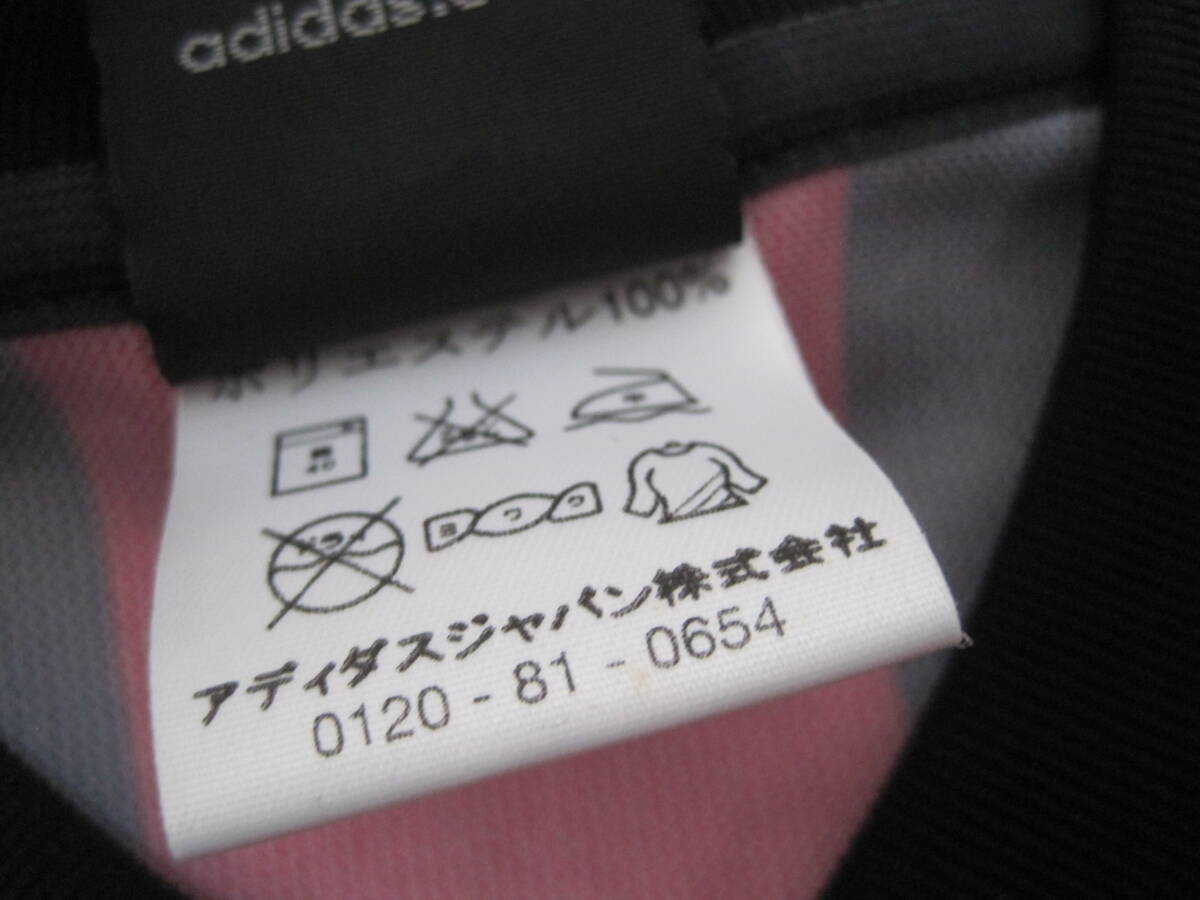 adidas.
ポリエステル100%
40
アディダスジャパン株式会社
0120-81-0654